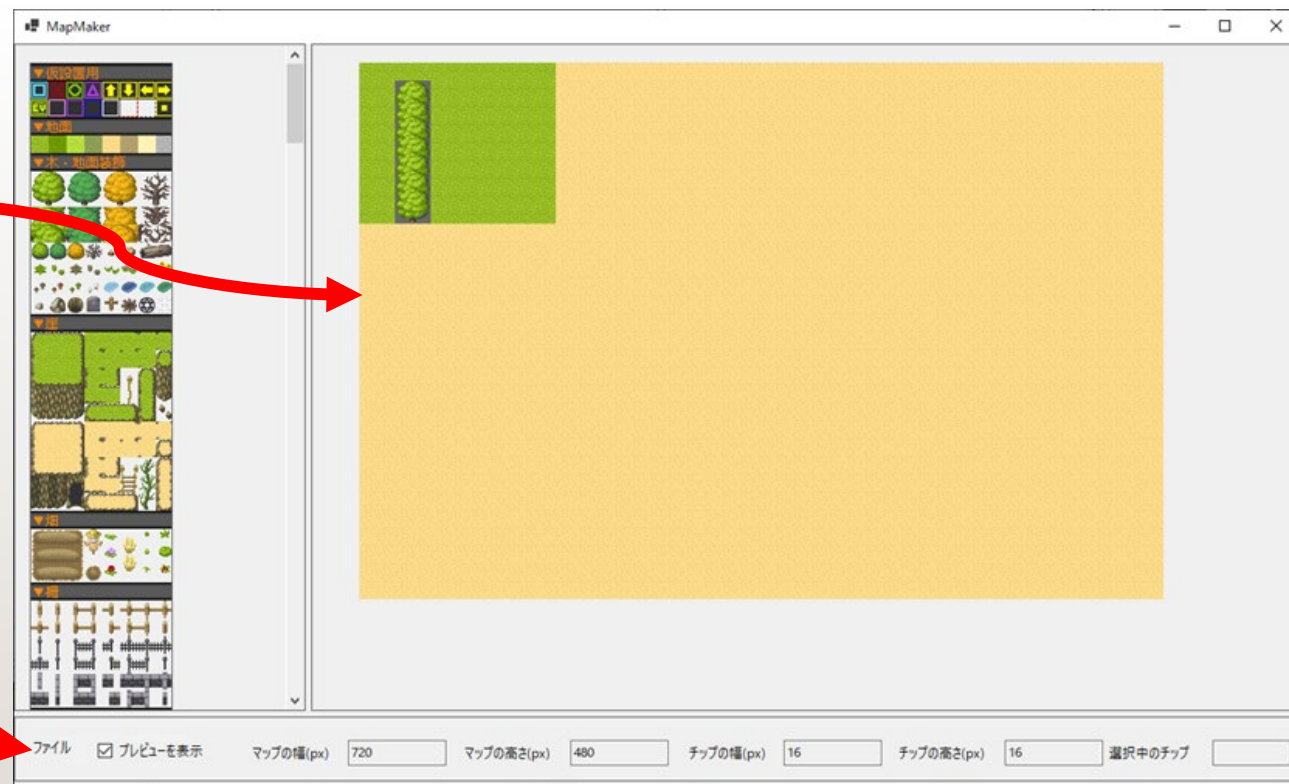 MapMaker
▼仮設置用
▼地面
▼木・地面装飾
▼崖
▼畑
▼柵
ファイル
プレビューを表示
マップの幅(px) 720
マップの高さ(px) 480
チップの幅(px) 16
チップの高さ(px) 16
選択中のチップ